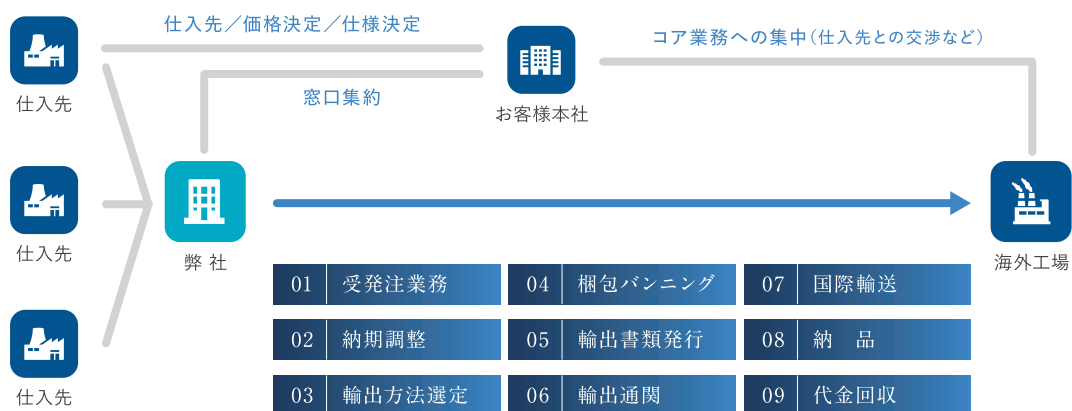 仕入先／価格決定／仕様決定
コア業務への集中（仕入先との交渉など）
窓口集約
仕入先
お客様本社
仕入先
弊 社
海外工場
仕入先
01 受発注業務
02 納期調整
03 輸出方法選定
04 梱包バンニング
05 輸出書類発行
06 輸出通関
07 国際輸送
08 納　品
09 代金回収